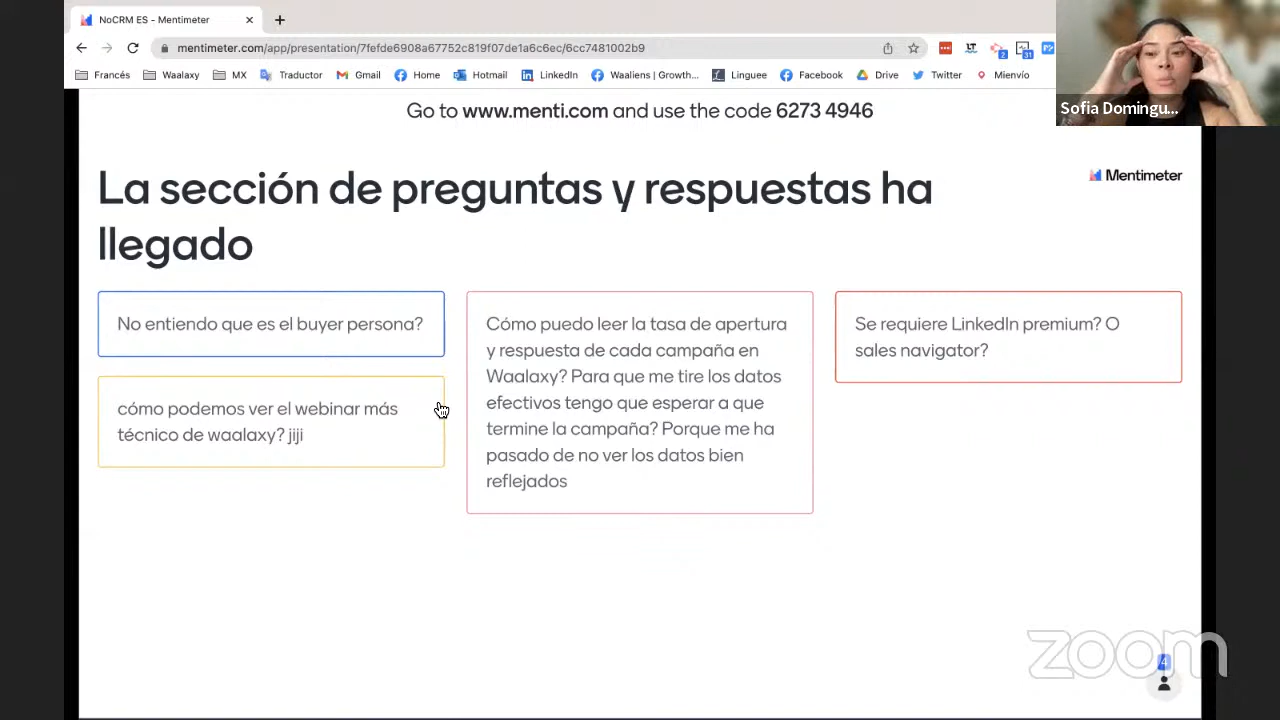 NoCRM ES - Mentimeter
mentimeter.com/app/presentation/7fefde6908a67752c819f07de1a6c6ec/6cc7481002b9
Francés
Waalaxy
MX
Traductor
Gmail
Home
Hotmail
LinkedIn
Waaliens | Growth...
Linguee
Facebook
Drive
Twitter
Mienvío
LT
2
31
Sofia Domingu...
Go to www.menti.com and use the code 6273 4946
Mentimeter
La sección de preguntas y respuestas ha
llegado
No entiendo que es el buyer persona?
cómo podemos ver el webinar más
técnico de waalaxy? jiji
Cómo puedo leer la tasa de apertura
y respuesta de cada campaña en
Waalaxy? Para que me tire los datos
efectivos tengo que esperar a que
termine la campaña? Porque me ha
pasado de no ver los datos bien
reflejados
Se requiere LinkedIn premium? O
sales navigator?
zoom
4